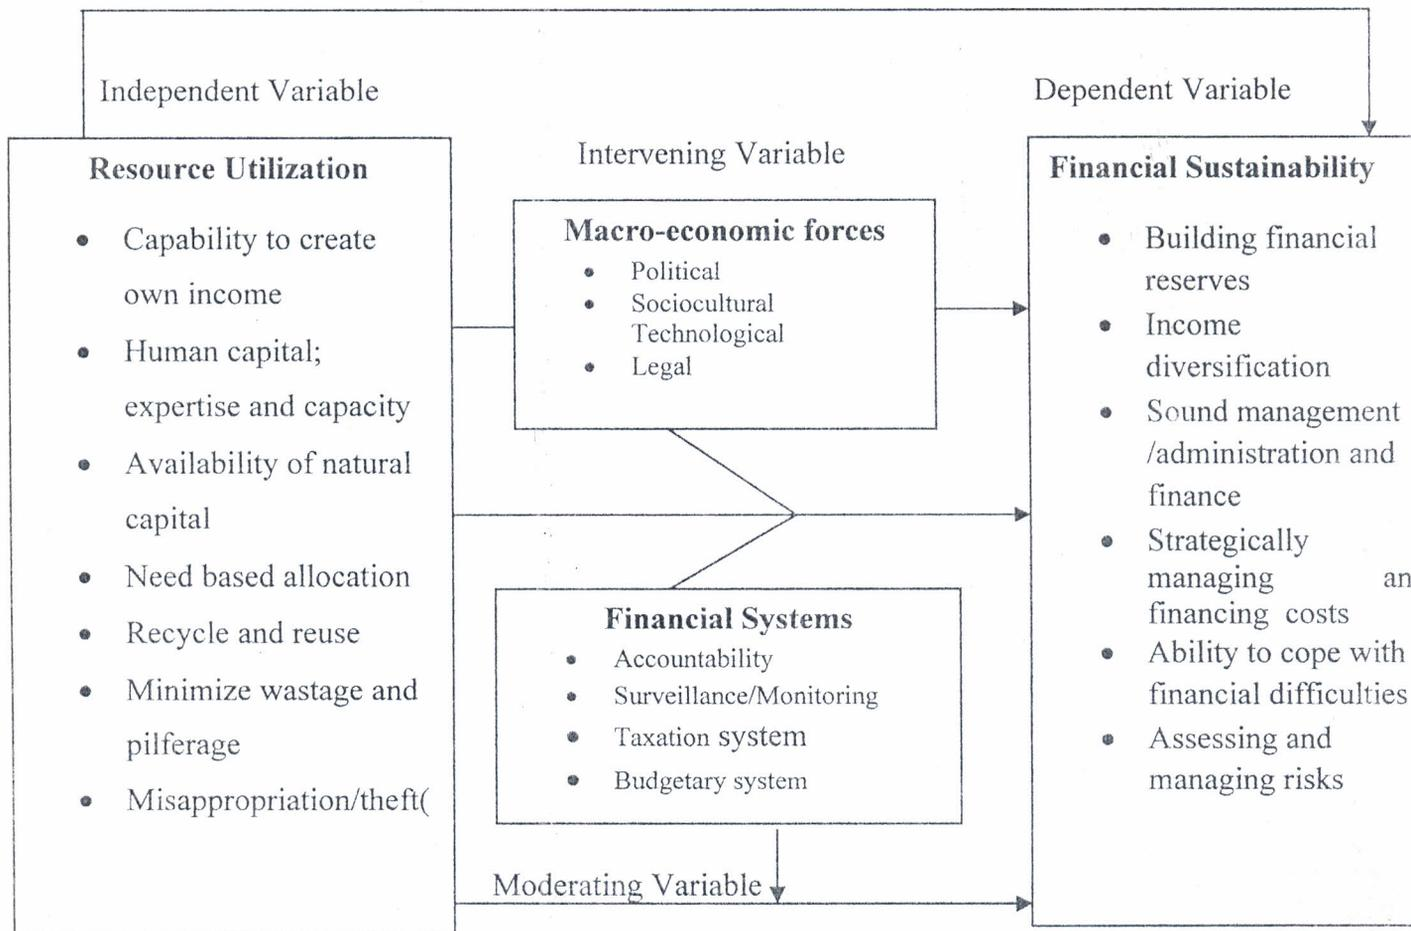 Independent Variable
Dependent Variable
Intervening Variable
Resource Utilization
• Capability to create
own income
• Human capital;
expertise and capacity
• Availability of natural
capital
• Need based allocation
• Recycle and reuse
• Minimize wastage and
pilferage
• Misappropriation/theft(
Macro-economic forces
• Political
• Sociocultural
Technological
• Legal
Financial Systems
• Accountability
• Surveillance/Monitoring
• Taxation system
• Budgetary system
Moderating Variable
Financial Sustainability
• Building financial
reserves
• Income
diversification
• Sound management
/administration and
finance
• Strategically
managing an
financing costs
• Ability to cope with
financial difficulties
• Assessing and
managing risks